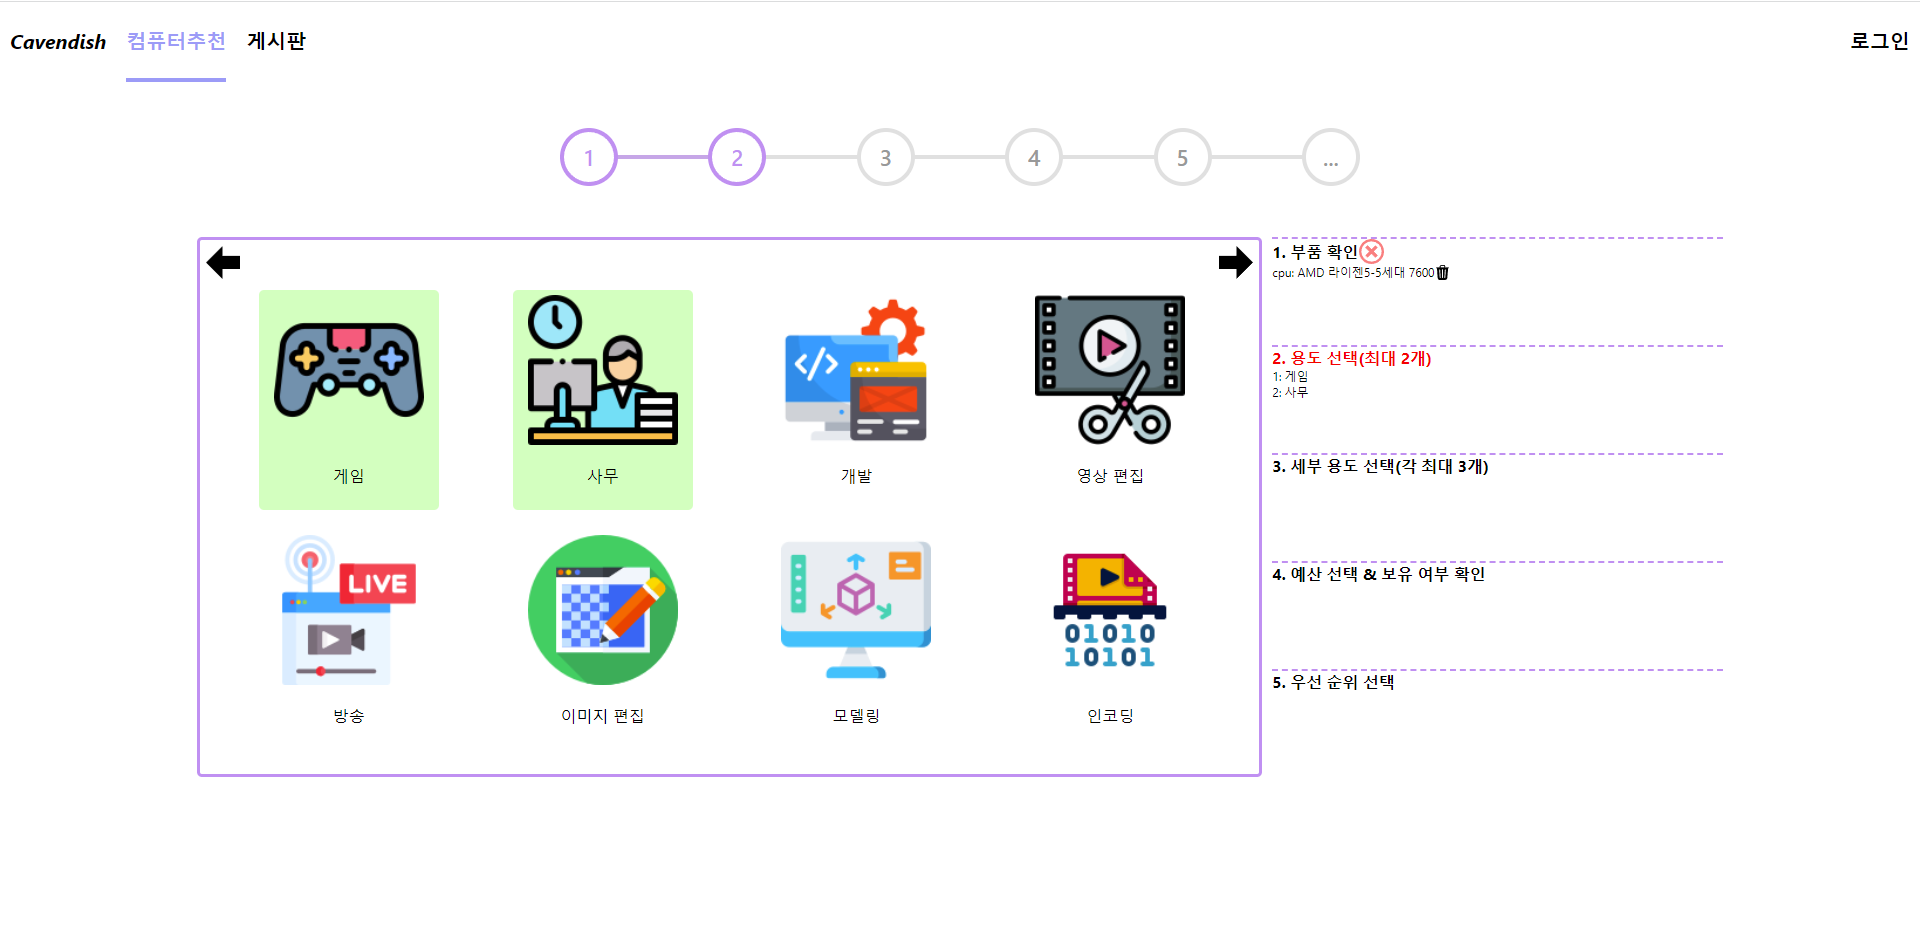 Cavendish 컴퓨터추천 게시판 로그인
1 2 3 4 5 ...
게임 사무 개발 영상 편집
LIVE
01010
10101
방송 이미지 편집 모델링 인코딩
1. 부품 확인
cpu: AMD 라이젠5-5세대 7600
2. 용도 선택(최대 2개)
1: 게임
2: 사무
3. 세부 용도 선택(각 최대 3개)
4. 예산 선택 & 보유 여부 확인
5. 우선 순위 선택